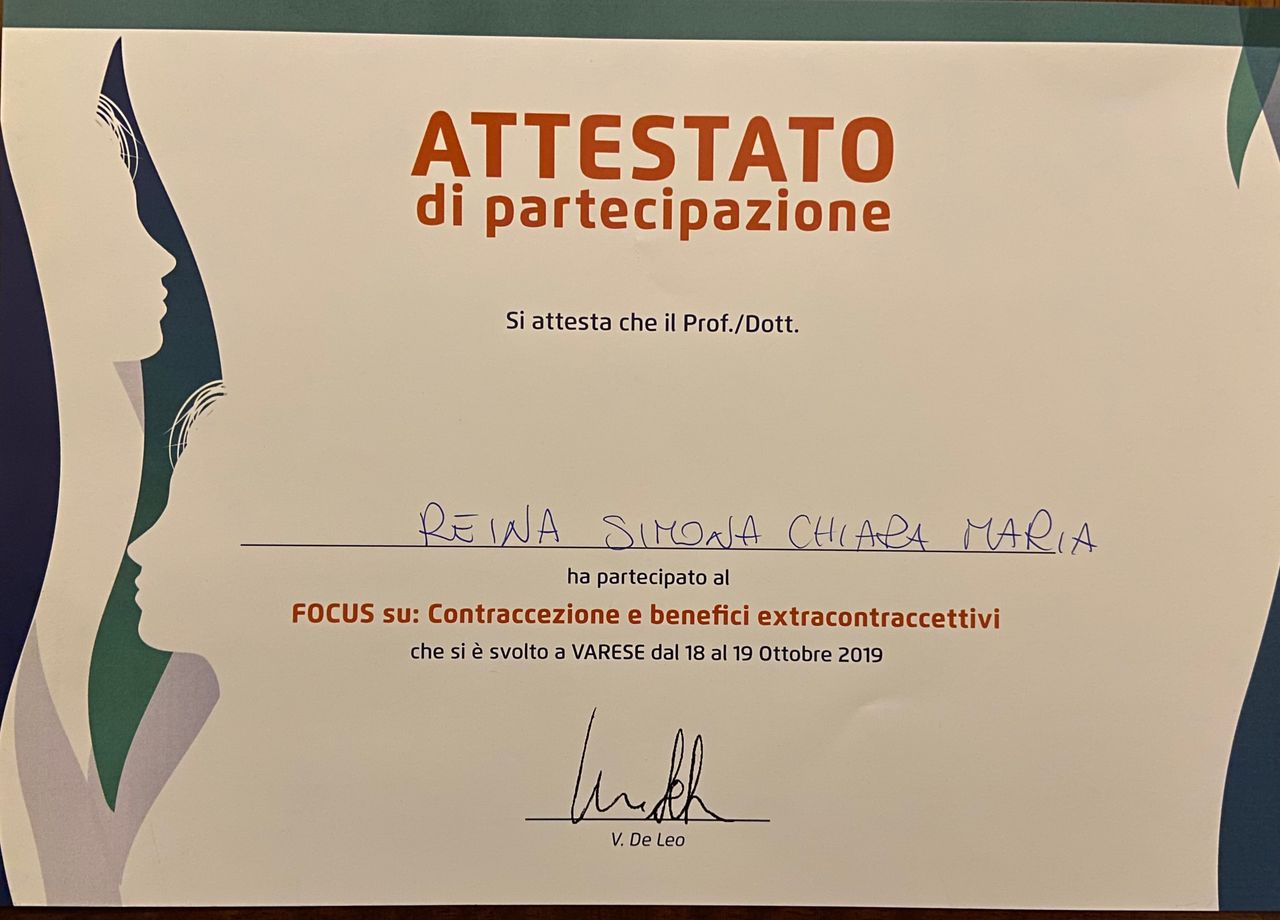 ATTESTATO
di partecipazione
Si attesta che il Prof./Dott.
REINA SIMONA CHIARA MARIA
ha partecipato al
FOCUS su: Contraccezione e benefici extracontraccettivi
che si è svolto a VARESE dal 18 al 19 Ottobre 2019
V. De Leo